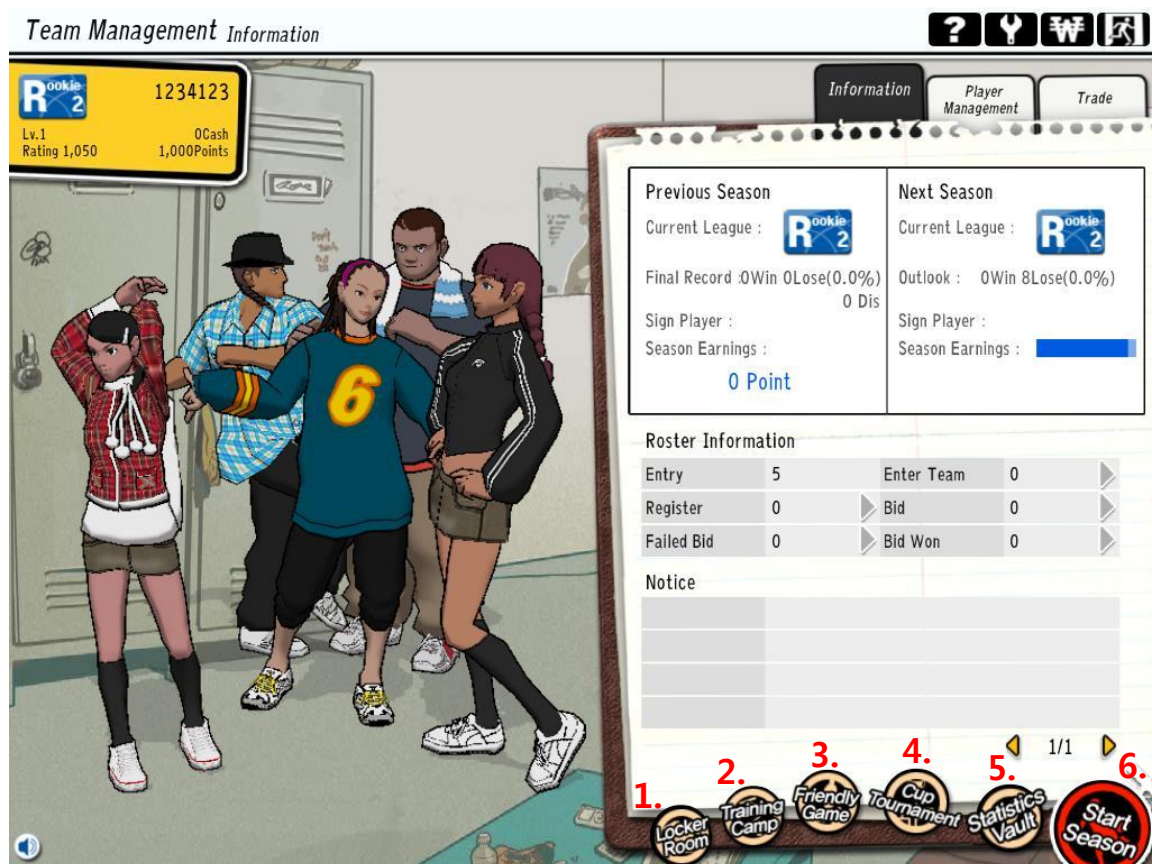 Team Management Information
? ₩
Rookie 2
1234123
Lv.1
0Cash
Rating 1,050
1,000Points
Information
Player
Management
Trade
Previous Season
Current League :
Rookie 2
Final Record :0Win 0Lose(0.0%)
0 Dis
Sign Player :
Season Earnings :
0 Point
Next Season
Current League :
Rookie 2
Outlook : 0Win 8Lose(0.0%)
Sign Player :
Season Earnings :
Roster Information
Entry 5 Enter Team 0
Register 0 Bid 0
Failed Bid 0 Bid Won 0
Notice
1/1
1.
Locker
Room
2.
Training
Camp
3.
Friendly
Game
4.
Cup
Tournament
5.
Statistics
Vault
6.
Start
Season
6